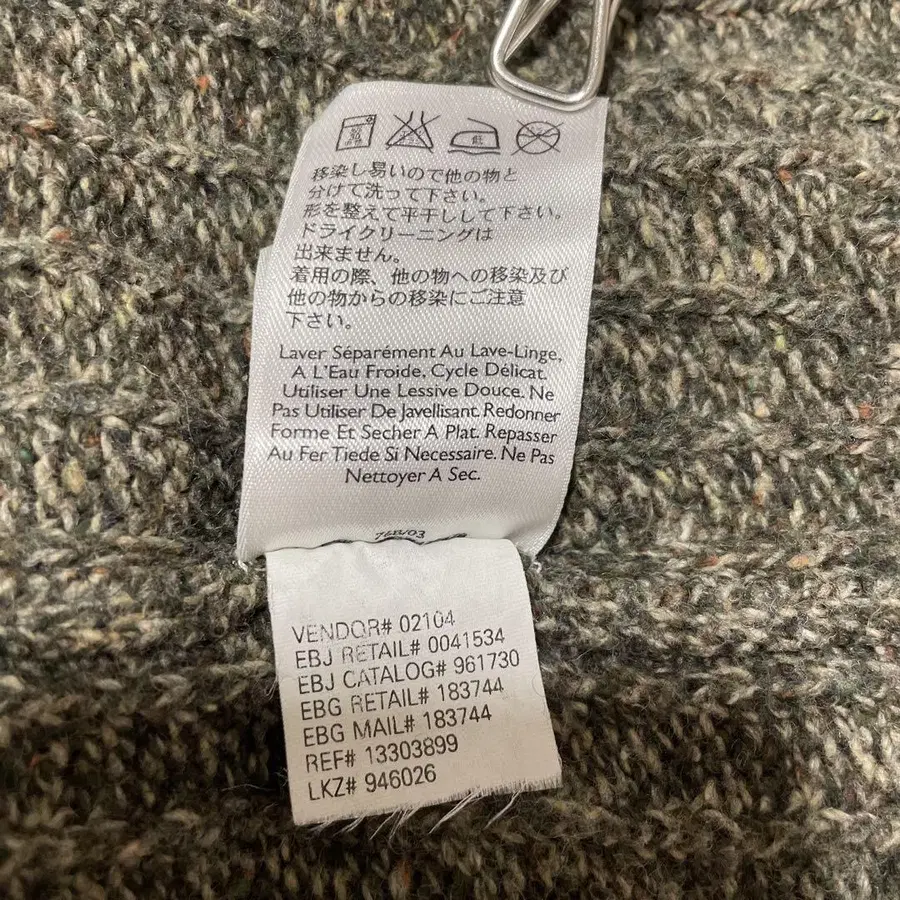 移染し易いので他の物と
分けて洗って下さい。
形を整えて平干しして下さい。
ドライクリーニングは
出来ません。
着用の際、他の物への移染及び
他の物からの移染にご注意
下さい。
Laver Séparément Au Lave-Linge,
A L'Eau Froide, Cycle Délicat.
Utiliser Une Lessive Douce. Ne
Pas Utiliser De Javellisant. Redonner
Forme Et Secher A Plat. Repasser
Au Fer Tiede Si Necessaire. Ne Pas
Nettoyer A Sec.
VENDOR# 02104
EBJ RETAIL# 0041534
EBJ CATALOG# 961730
EBG RETAIL# 183744
EBG MAIL# 183744
REF# 13303899
LKZ# 946026